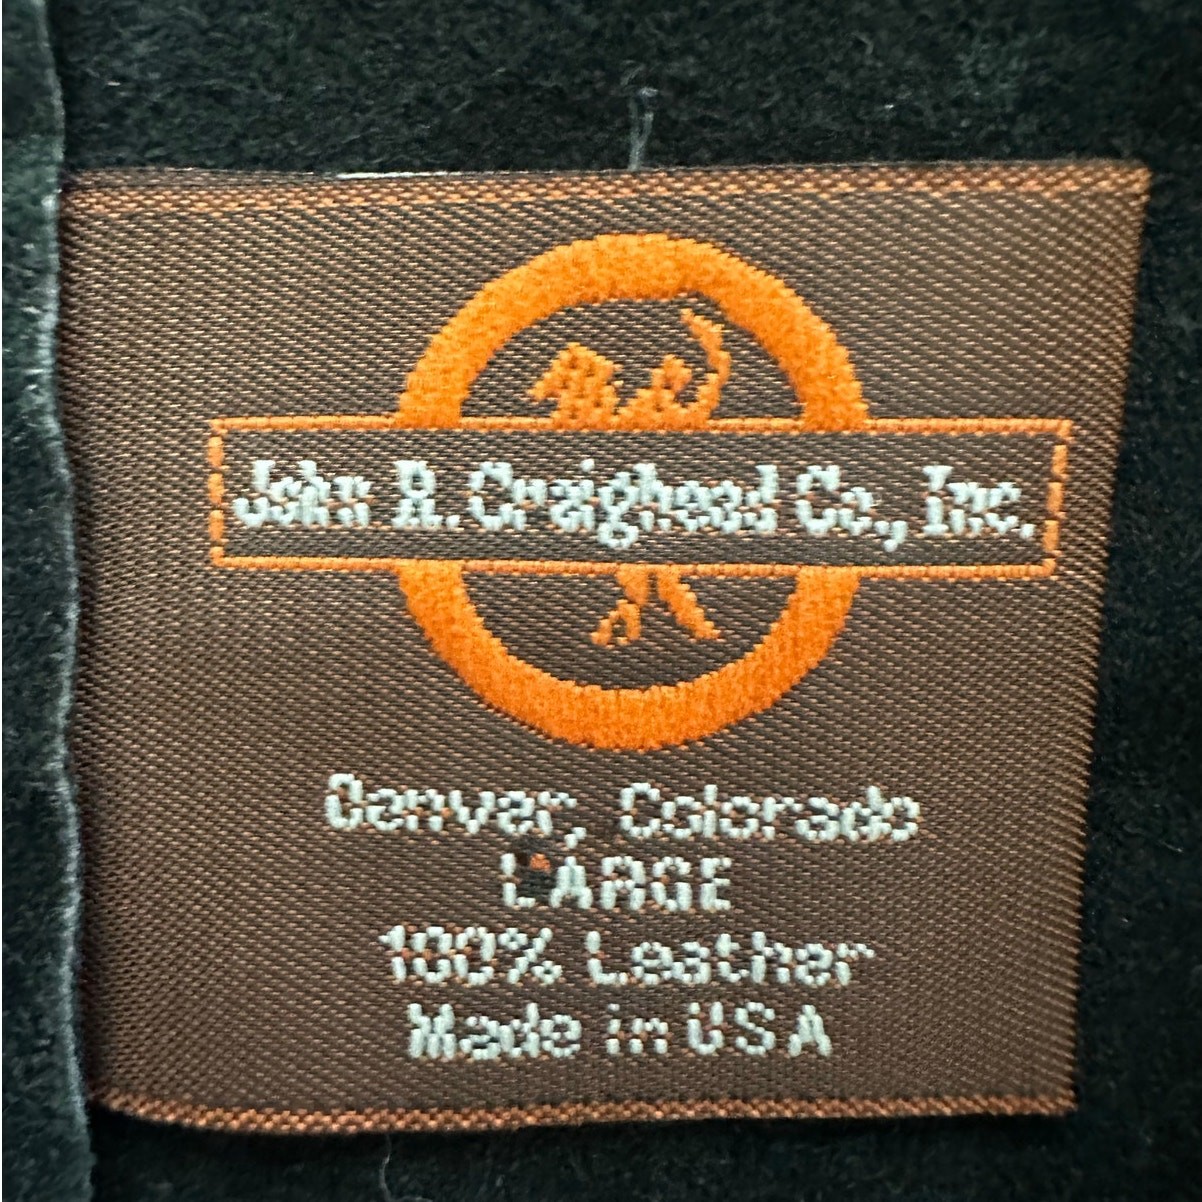 John R. Craighead Co., Inc.
Denver, Colorado
LARGE
100% Leather
Made in USA